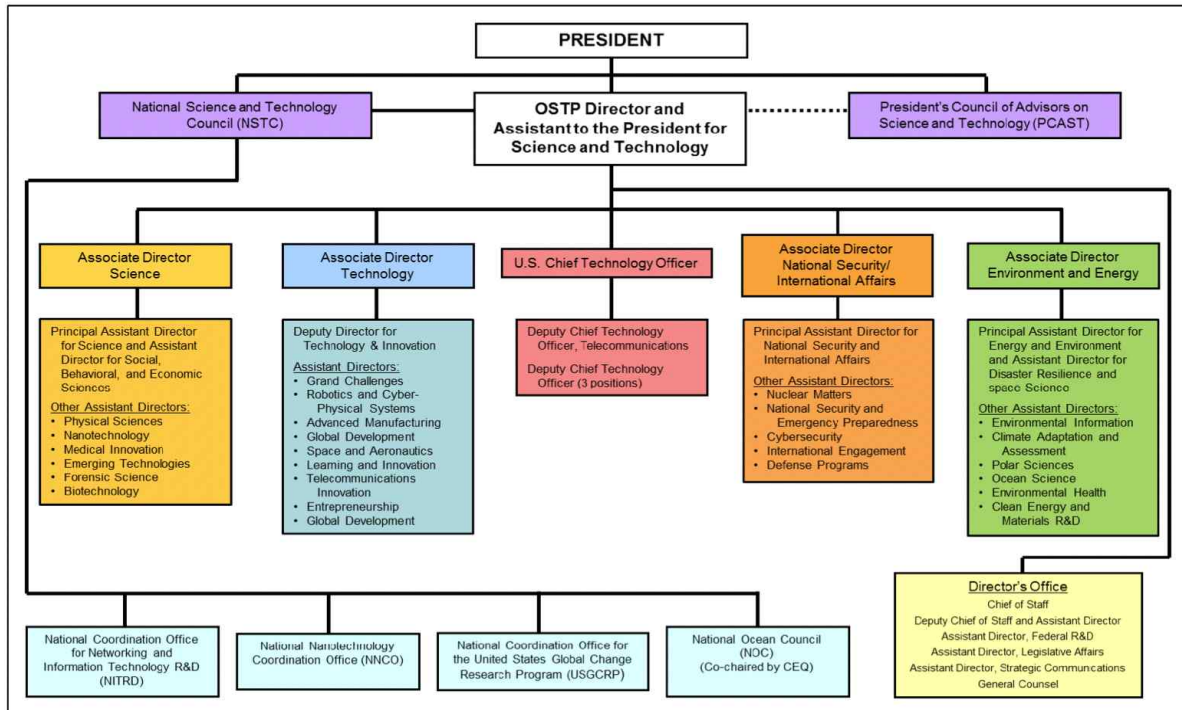 PRESIDENT
National Science and Technology
Council (NSTC)
OSTP Director and
Assistant to the President for
Science and Technology
President's Council of Advisors on
Science and Technology (PCAST)
Associate Director
Science
Associate Director
Technology
U.S. Chief Technology Officer
Associate Director
National Security/
International Affairs
Associate Director
Environment and Energy
Principal Assistant Director
for Science and Assistant
Director for Social,
Behavioral, and Economic
Sciences
Other Assistant Directors:
• Physical Sciences
• Nanotechnology
• Medical Innovation
• Emerging Technologies
• Forensic Science
• Biotechnology
Deputy Director for
Technology & Innovation
Assistant Directors:
• Grand Challenges
• Robotics and Cyber-
Physical Systems
• Advanced Manufacturing
• Global Development
• Space and Aeronautics
• Learning and Innovation
• Telecommunications
Innovation
• Entrepreneurship
• Global Development
Deputy Chief Technology
Officer, Telecommunications
Deputy Chief Technology
Officer (3 positions)
Principal Assistant Director for
National Security and
International Affairs
Other Assistant Directors:
• Nuclear Matters
• National Security and
Emergency Preparedness
• Cybersecurity
• International Engagement
• Defense Programs
Principal Assistant Director for
Energy and Environment
and Assistant Director for
Disaster Resilience and
space Science
Other Assistant Directors:
• Environmental Information
• Climate Adaptation and
Assessment
• Polar Sciences
• Ocean Science
• Environmental Health
• Clean Energy and
Materials R&D
National Coordination Office
for Networking and
Information Technology R&D
(NITRD)
National Nanotechnology
Coordination Office (NNCO)
National Coordination Office for
the United States Global Change
Research Program (USGCRP)
National Ocean Council
(NOC)
(Co-chaired by CEQ)
Director's Office
Chief of Staff
Deputy Chief of Staff and Assistant Director
Assistant Director, Federal R&D
Assistant Director, Legislative Affairs
Assistant Director, Strategic Communications
General Counsel